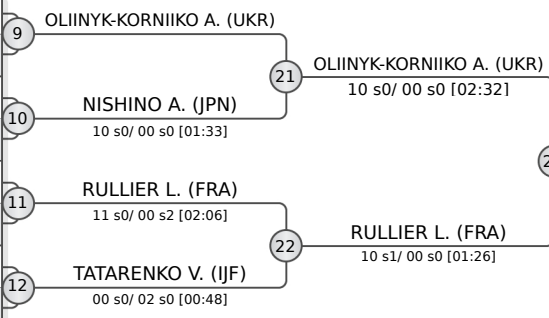 9
OLIINYK-KORNIIKO A. (UKR)
21
OLIINYK-KORNIIKO A. (UKR)
10 s0/ 00 s0 [02:32]
10
NISHINO A. (JPN)
10 s0/ 00 s0 [01:33]
11
RULLIER L. (FRA)
11 s0/ 00 s2 [02:06]
22
RULLIER L. (FRA)
10 s1/ 00 s0 [01:26]
12
TATARENKO V. (IJF)
00 s0/ 02 s0 [00:48]